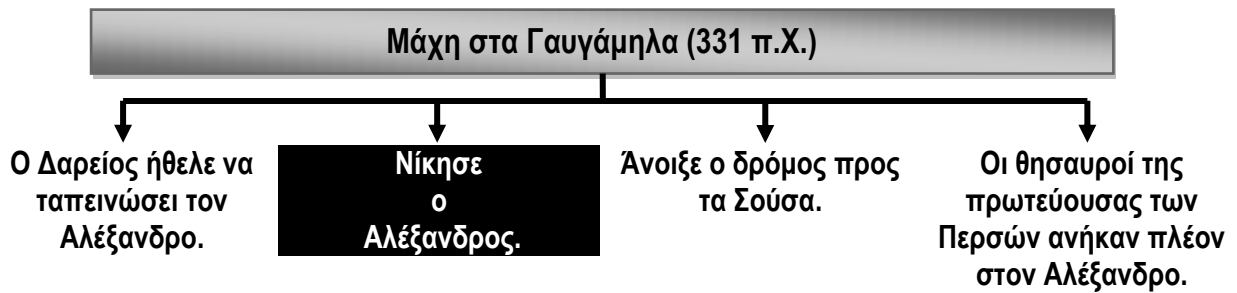 Μάχη στα Γαυγάμηλα (331 π.Χ.)
Ο Δαρείος ήθελε να
ταπεινώσει τον
Αλέξανδρο.
Νίκησε
ο
Αλέξανδρος.
Άνοιξε ο δρόμος προς
τα Σούσα.
Οι θησαυροί της
πρωτεύουσας των
Περσών ανήκαν πλέον
στον Αλέξανδρο.